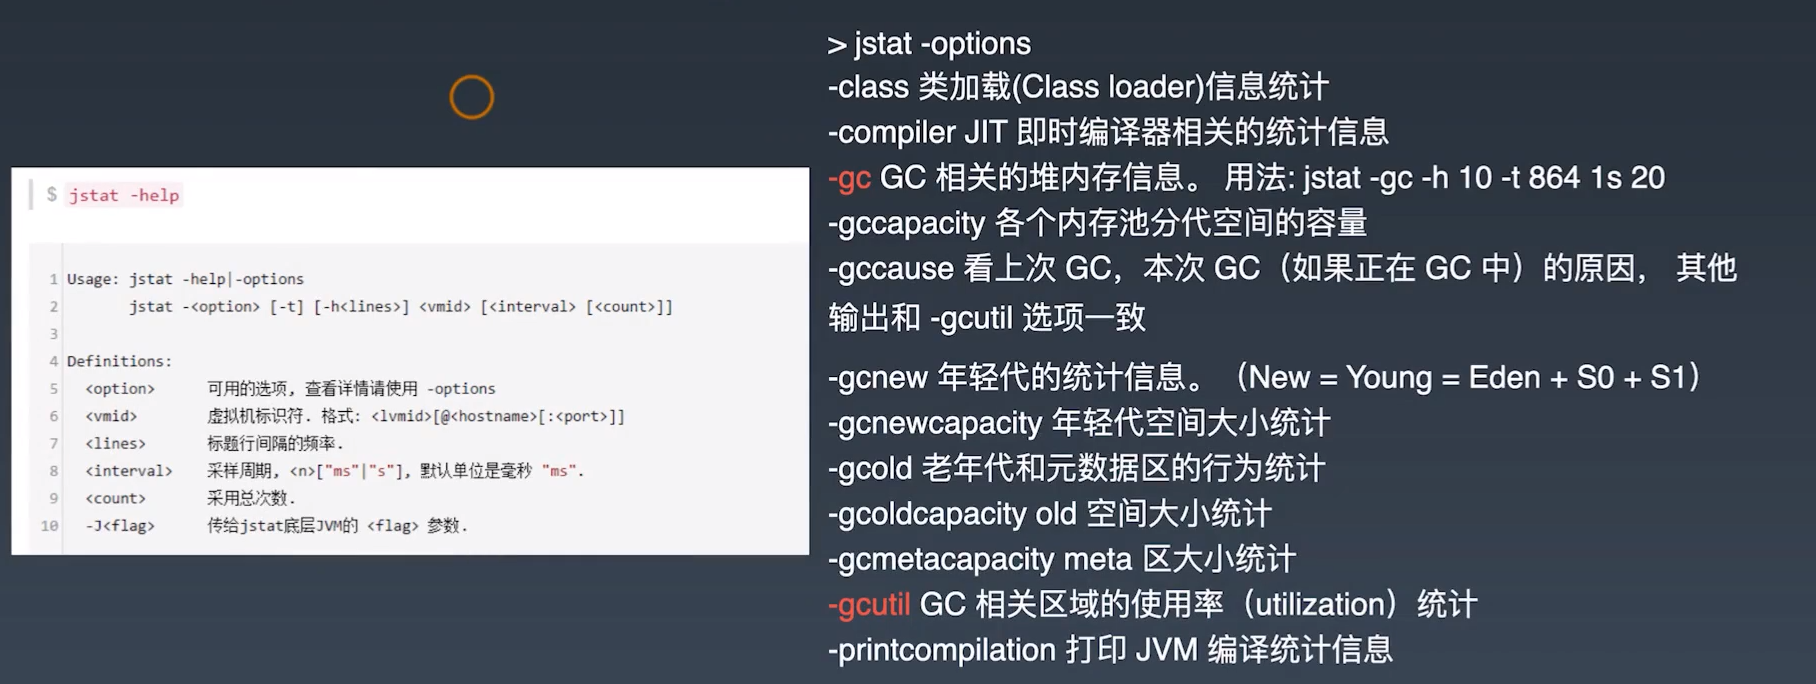 $ jstat -help
1 Usage: jstat -help|-options
2 jstat -<option> [-t] [-h<lines>] <vmid> [<interval> [<count>]]
3
4 Definitions:
5 <option> 可用的选项，查看详情请使用 -options
6 <vmid> 虚拟机标识符. 格式: <lvmid>[@<hostname>[:<port>]]
7 <lines> 标题行间隔的频率.
8 <interval> 采样周期，<n>["ms"|"s"]，默认单位是毫秒 "ms".
9 <count> 采用总次数.
10 -J<flag> 传给jstat底层JVM的 <flag> 参数.
> jstat -options
-class 类加载(Class loader)信息统计
-compiler JIT 即时编译器相关的统计信息
-gc GC 相关的堆内存信息。 用法: jstat -gc -h 10 -t 864 1s 20
-gccapacity 各个内存池分代空间的容量
-gccause 看上次 GC，本次 GC（如果正在 GC 中）的原因， 其他
输出和 -gcutil 选项一致
-gcnew 年轻代的统计信息。（New = Young = Eden + S0 + S1）
-gcnewcapacity 年轻代空间大小统计
-gcold 老年代和元数据区的行为统计
-gcoldcapacity old 空间大小统计
-gcmetacapacity meta 区大小统计
-gcutil GC 相关区域的使用率（utilization）统计
-printcompilation 打印 JVM 编译统计信息